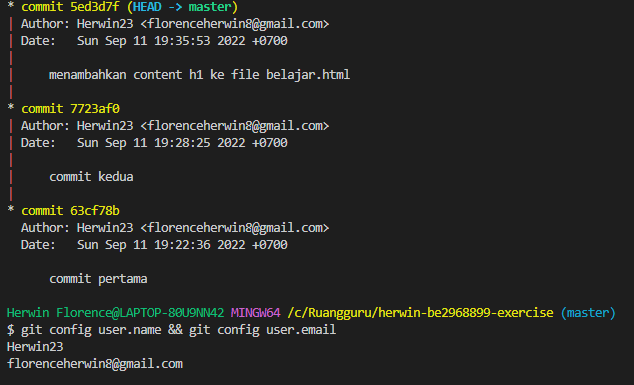 * commit 5ed3d7f (HEAD -> master)
| Author: Herwin23 <florenceherwin8@gmail.com>
| Date:   Sun Sep 11 19:35:53 2022 +0700
|
|     menambahkan content h1 ke file belajar.html
|
* commit 7723af0
| Author: Herwin23 <florenceherwin8@gmail.com>
| Date:   Sun Sep 11 19:28:25 2022 +0700
|
|     commit kedua
|
* commit 63cf78b
  Author: Herwin23 <florenceherwin8@gmail.com>
  Date:   Sun Sep 11 19:22:36 2022 +0700

      commit pertama

Herwin Florence@LAPTOP-80U9NN42 MINGW64 /c/Ruangguru/herwin-be2968899-exercise (master)
$ git config user.name && git config user.email
Herwin23
florenceherwin8@gmail.com